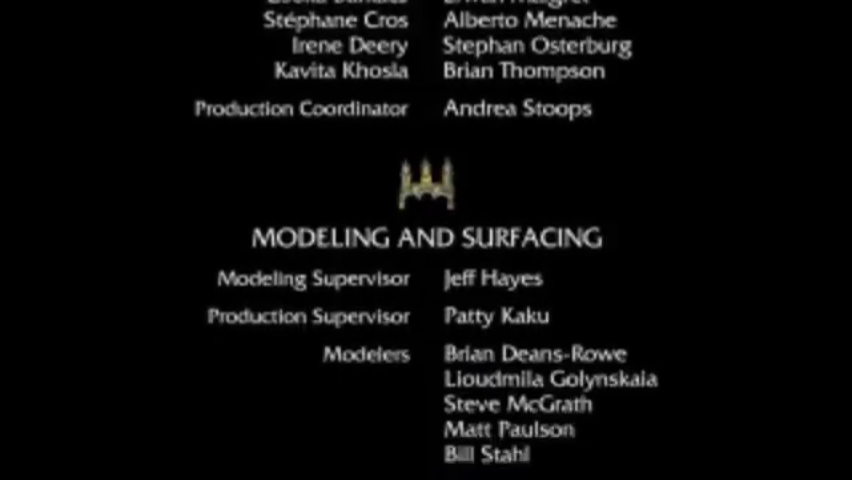 Stéphane Cros Alberto Menache
Irene Deery Stephan Osterburg
Kavita Khosla Brian Thompson
Production Coordinator Andrea Stoops
MODELING AND SURFACING
Modeling Supervisor Jeff Hayes
Production Supervisor Patty Kaku
Modelers Brian Deans-Rowe
Lioudmila Golynskaia
Steve McGrath
Matt Paulson
Bill Stahl